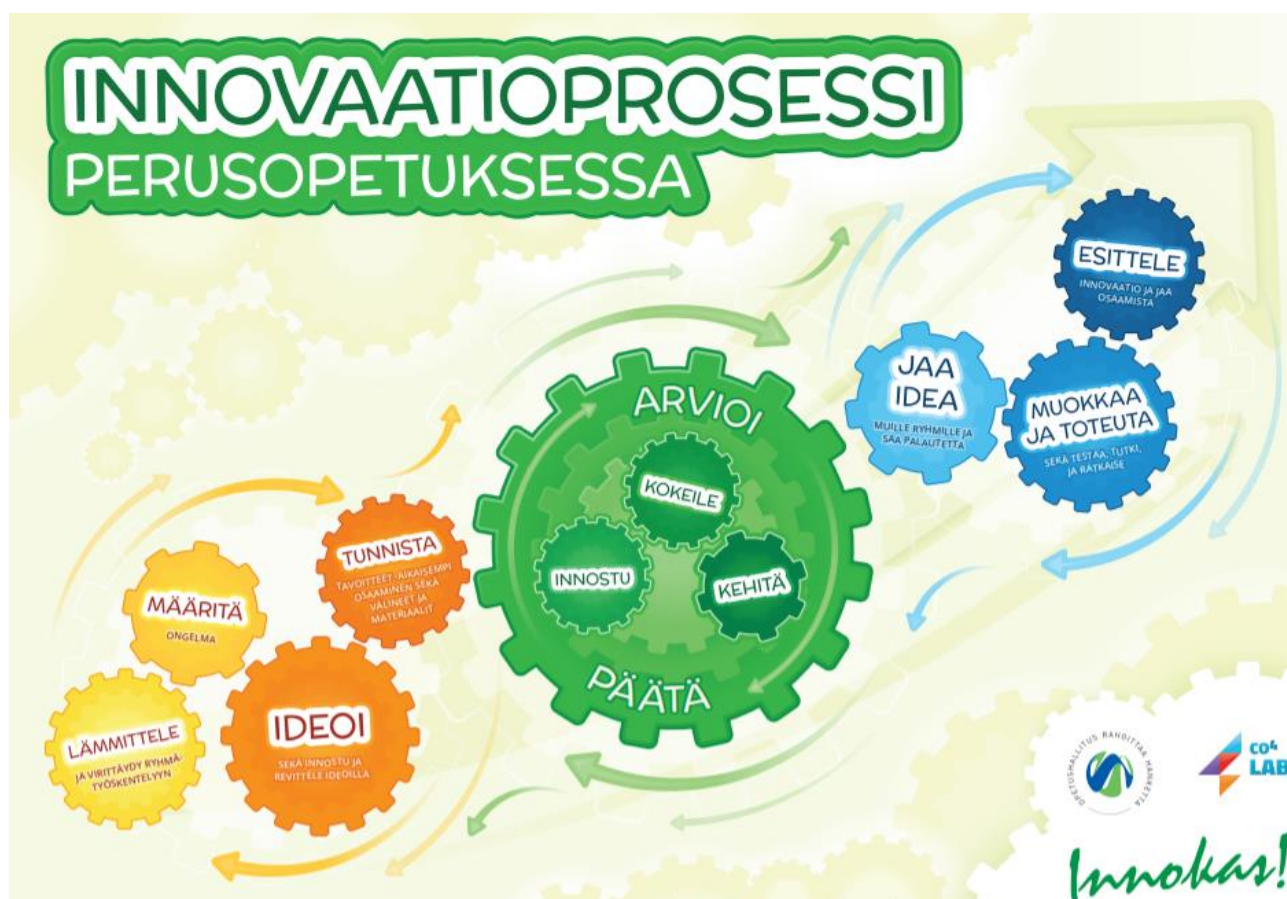 INNOVAATIOPROSESSI
PERUSOPETUKSESSA
LÄMMITTELE
JA VIRITTÄYDY RYHMÄ-
TYÖSKENTELYYN
MÄÄRITÄ
ONGELMA
IDEOI
SEKÄ INNOSTU JA
REVITTELE IDEOILLA
TUNNISTA
TAVOITTEET -AIKAISEMPI
OSAAMINEN SEKÄ
VÄLINEET JA
MATERIAALIT
ARVIOI
KOKEILE
INNOSTU
KEHITÄ
PÄÄTÄ
JAA
IDEA
MUILLE RYHMILLE JA
SAA PALAUTETTA
MUOKKAA
JA TOTEUTA
SEKÄ TESTAA, TUTKI,
JA RATKAISE
ESITTELE
INNOVAATIO JA JAA
OSAAMISTA
OPETUSHALLITUS RAHOITTAA HANKETTA
CO4
LAB
Innokas!